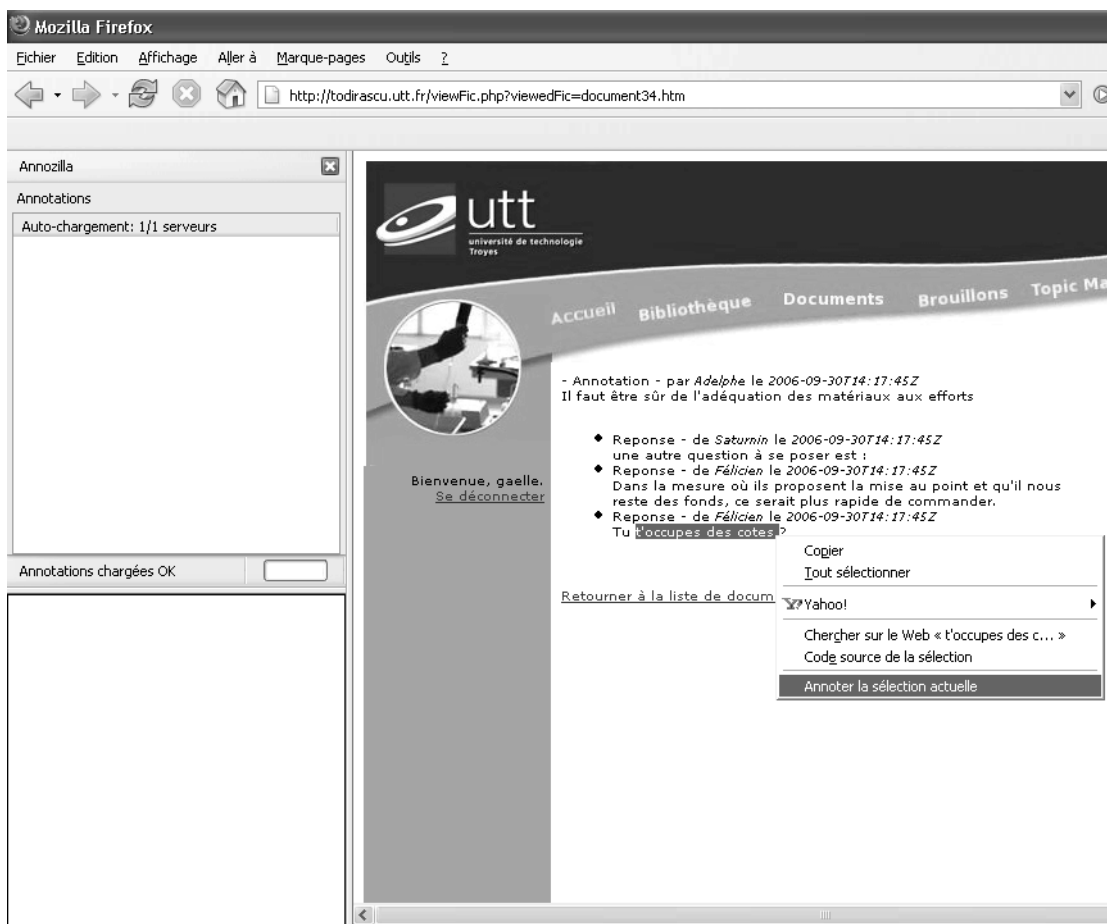 Mozilla Firefox
Fichier Edition Affichage Aller à Marque-pages Outils ?
http://todirascu.utt.fr/viewFic.php?viewedFic=document34.htm
Annozilla
Annotations
Auto-chargement: 1/1 serveurs
Annotations chargées OK
utt
université de technologie
Troyes
Accueil Bibliothèque Documents Brouillons Topic Ma
Bienvenue, gaelle.
Se déconnecter
- Annotation - par Adelphe le 2006-09-30T14:17:45Z
Il faut être sûr de l'adéquation des matériaux aux efforts
Reponse - de Saturnin le 2006-09-30T14:17:45Z
une autre question à se poser est :
Reponse - de Félicien le 2006-09-30T14:17:45Z
Dans la mesure où ils proposent la mise au point et qu'il nous
reste des fonds, ce serait plus rapide de commander.
Reponse - de Félicien le 2006-09-30T14:17:45Z
Tu t'occupes des cotes ?
Retourner à la liste de docum
Copier
Tout sélectionner
Yahoo!
Chercher sur le Web « t'occupes des c... »
Code source de la sélection
Annoter la sélection actuelle